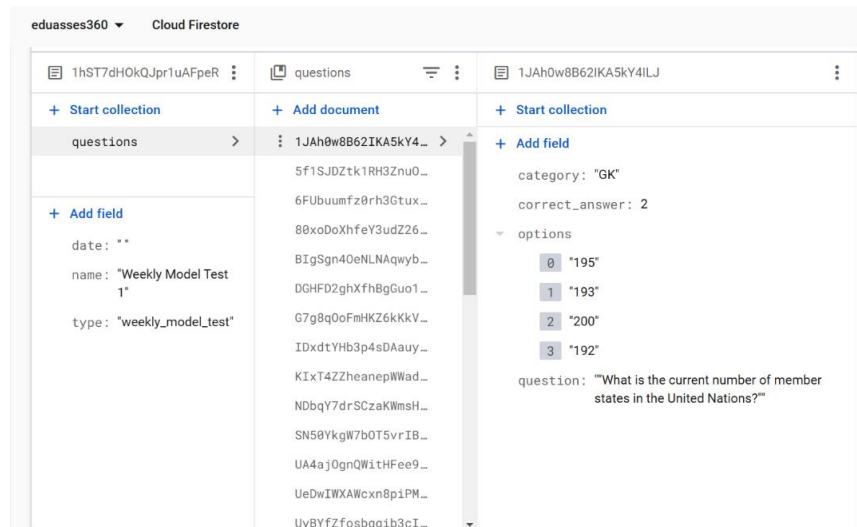 eduasses360 Cloud Firestore
1hST7dHOkQJpr1uAFpeR
questions
1JAh0w8B62IKA5kY4ILJ
+ Start collection
+ Add document
+ Start collection
questions
1JAh0w8B62IKA5kY4…
+ Add field
5f1SJDZtk1RH3ZnuO…
category: "GK"
6FUbuumfz0rh3Gtux…
correct_answer: 2
+ Add field
80xoDoXhfeY3udZ26…
options
date: ""
BIgSgn4OeNLNAqwyb…
0 "195"
name: "Weekly Model Test
1"
DGHFD2ghXfhBgGuo1…
1 "193"
type: "weekly_model_test"
G7g8qOoFmHKZ6kKkV…
2 "200"
IDxdtYHb3p4sDAauy…
3 "192"
KIxT4ZZheanepWWad…
question: ""What is the current number of member
states in the United Nations?""
NDbqY7drSCzaKWmsH…
SN50YkgW7bOT5vrIB…
UA4ajOgnQWitHFee9…
UeDwIWXAWcxn8piPM…